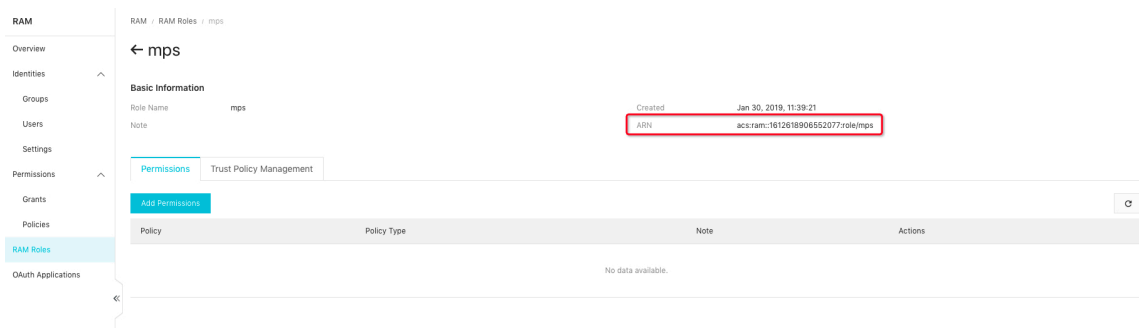 RAM
Overview
Identities
Groups
Users
Settings
Permissions
Grants
Policies
RAM Roles
OAuth Applications
RAM / RAM Roles / mps
← mps
Basic Information
Role Name mps Created Jan 30, 2019, 11:39:21
Note ARN acs:ram::1612618906552077:role/mps
Permissions Trust Policy Management
Add Permissions
Policy Policy Type Note Actions
No data available.